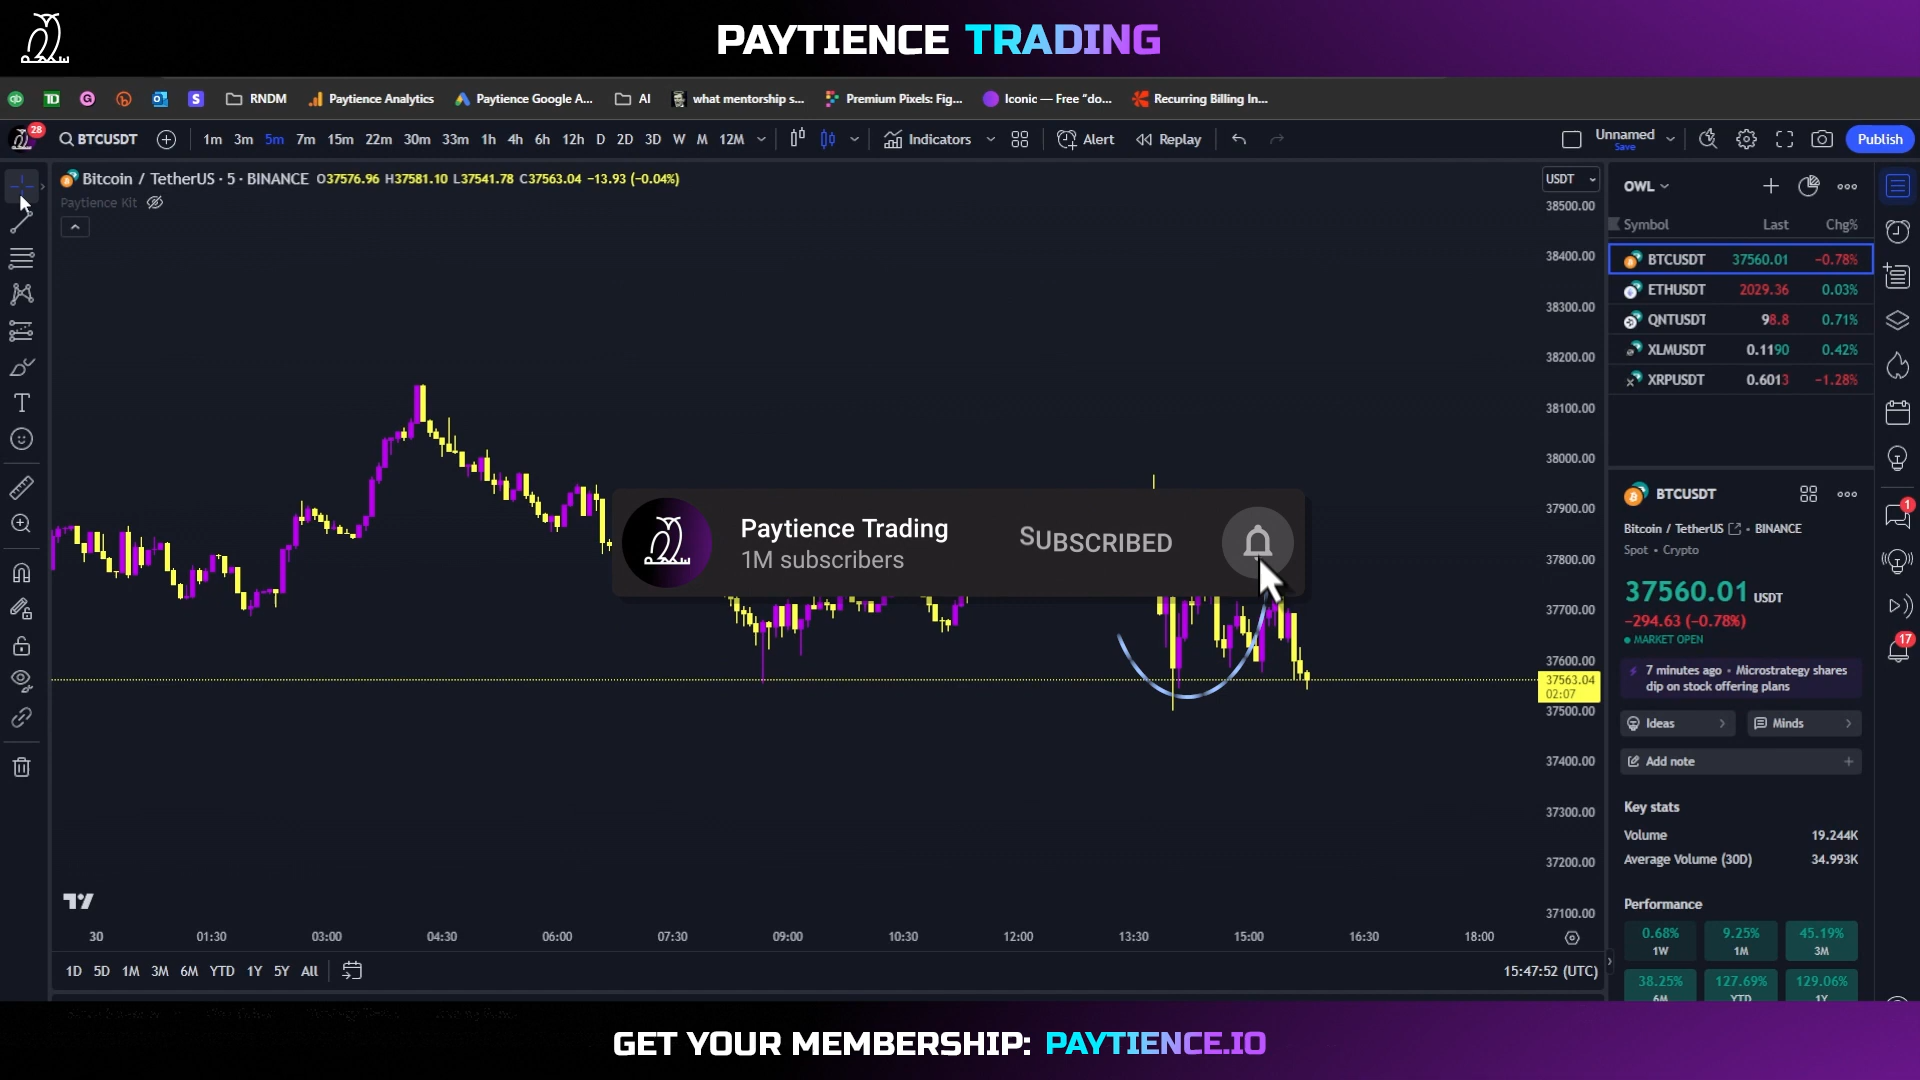 PAYTIENCE TRADING
RNDM Paytience Analytics Paytience Google A... AI what mentorship s... Premium Pixels: Fig... Iconic — Free "do... Recurring Billing In...
28 BTCUSDT 1m 3m 5m 7m 15m 22m 30m 33m 1h 4h 6h 12h D 2D 3D W M 12M Indicators Alert Replay Unnamed Save Publish
Bitcoin / TetherUS · 5 · BINANCE O37576.96 H37581.10 L37541.78 C37563.04 −13.93 (−0.04%)
Paytience Kit
USDT
38500.00
38400.00
38300.00
38200.00
38100.00
38000.00
37900.00
37800.00
37700.00
37600.00
37563.04
02:07
37500.00
37400.00
37300.00
37200.00
37100.00
Paytience Trading
1M subscribers
SUBSCRIBED
30 01:30 03:00 04:30 06:00 07:30 09:00 10:30 12:00 13:30 15:00 16:30 18:00
1D 5D 1M 3M 6M YTD 1Y 5Y All
15:47:52 (UTC)
OWL
Symbol Last Chg%
BTCUSDT 37560.01 −0.78%
ETHUSDT 2029.36 0.03%
QNTUSDT 98.8 0.71%
XLMUSDT 0.1190 0.42%
XRPUSDT 0.6013 −1.28%
BTCUSDT
Bitcoin / TetherUS • BINANCE
Spot • Crypto
37560.01 USDT
−294.63 (−0.78%)
MARKET OPEN
7 minutes ago • Microstrategy shares
dip on stock offering plans
Ideas Minds
Add note
Key stats
Volume 19.244K
Average Volume (30D) 34.993K
Performance
0.68% 9.25% 45.19%
1W 1M 3M
38.25% 127.69% 129.06%
6M YTD 1Y
1
17
GET YOUR MEMBERSHIP: PAYTIENCE.IO